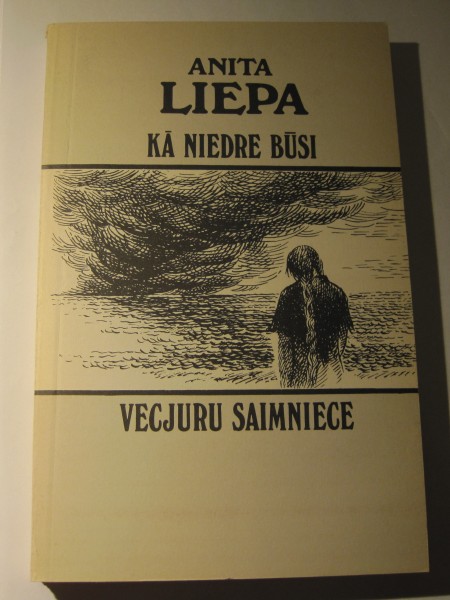 ANITA
LIEPA
KĀ NIEDRE BŪSI
VECJURU SAIMNIECE